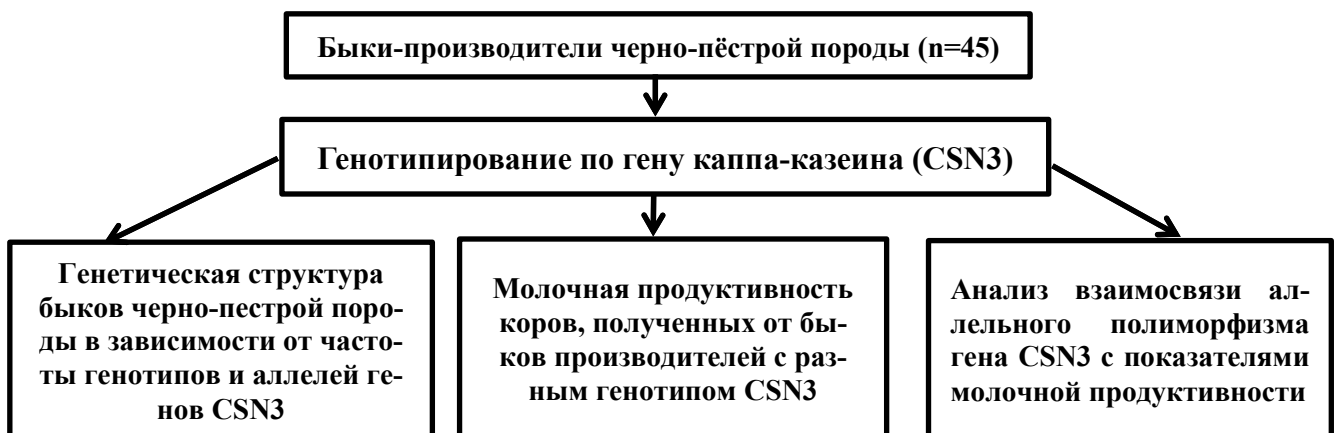 Быки-производители черно-пёстрой породы (n=45)
Генотипирование по гену каппа-казеина (CSN3)
Генетическая структура
быков черно-пестрой поро-
ды в зависимости от часто-
ты генотипов и аллелей ге-
нов CSN3
Молочная продуктивность
коров, полученных от бы-
ков производителей с раз-
ным генотипом CSN3
Анализ взаимосвязи ал-
лельного полиморфизма
гена CSN3 с показателями
молочной продуктивности